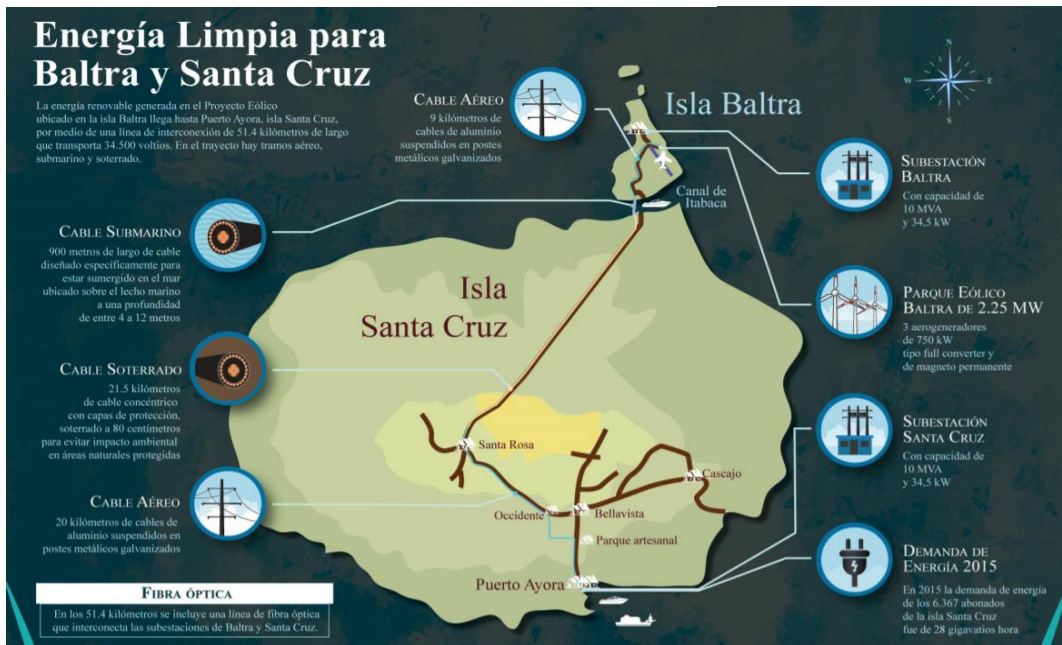 Energía Limpia para
Baltra y Santa Cruz
La energía renovable generada en el Proyecto Eólico
ubicado en la isla Baltra llega hasta Puerto Ayora, isla Santa Cruz,
por medio de una línea de interconexión de 51.4 kilómetros de largo
que transporta 34.500 voltios. En el trayecto hay tramos aéreo,
submarino y soterrado.
CABLE AÉREO
9 kilómetros de
cables de aluminio
suspendidos en postes
metálicos galvanizados
Isla Baltra
N
W
E
S
SUBESTACIÓN
BALTRA
Con capacidad de
10 MVA
y 34,5 kW
Canal de
Itabaca
CABLE SUBMARINO
900 metros de largo de cable
diseñado específicamente para
estar sumergido en el mar
ubicado sobre el lecho marino
a una profundidad
de entre 4 a 12 metros
Isla
Santa Cruz
PARQUE EÓLICO
BALTRA DE 2.25 MW
3 aerogeneradores
de 750 kW
tipo full converter y
de magneto permanente
CABLE SOTERRADO
21.5 kilómetros
de cable concéntrico
con capas de protección,
soterrado a 80 centímetros
para evitar impacto ambiental
en áreas naturales protegidas
SUBESTACIÓN
SANTA CRUZ
Con capacidad de
10 MVA
y 34,5 kW
Santa Rosa
Cascajo
Occidente
Bellavista
Parque artesanal
Puerto Ayora
CABLE AÉREO
20 kilómetros de cables de
aluminio suspendidos en
postes metálicos galvanizados
DEMANDA DE
ENERGÍA 2015
En 2015 la demanda de energía
de los 6.367 abonados
de la isla Santa Cruz
fue de 28 gigavatios hora
FIBRA ÓPTICA
En los 51.4 kilómetros se incluye una línea de fibra óptica
que interconecta las subestaciones de Baltra y Santa Cruz.